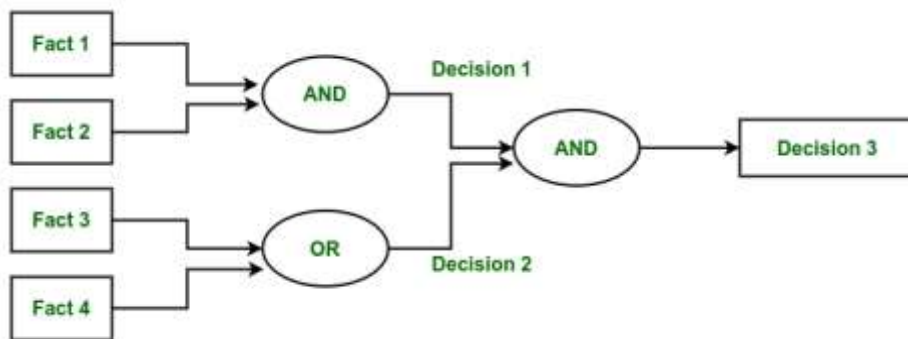 Fact 1
Fact 2
Fact 3
Fact 4
AND
OR
Decision 1
Decision 2
AND
Decision 3